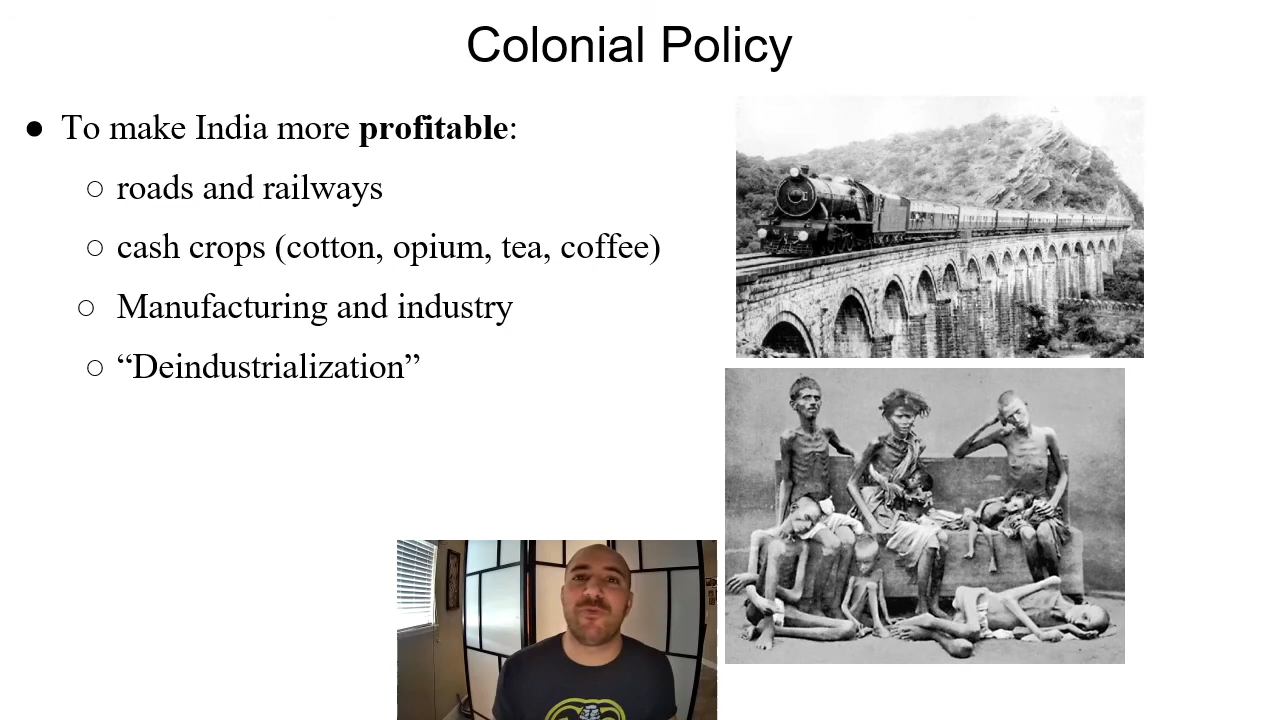 Colonial Policy
● To make India more profitable:
○ roads and railways
○ cash crops (cotton, opium, tea, coffee)
○ Manufacturing and industry
○ “Deindustrialization”